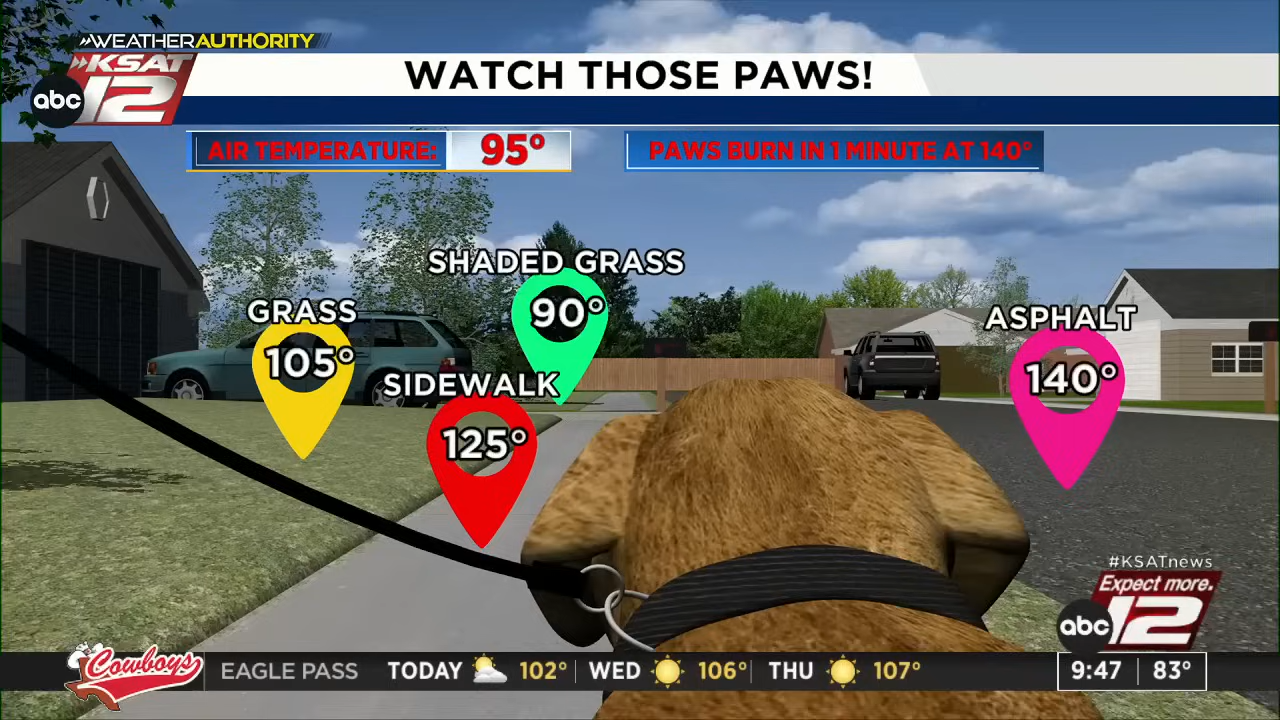 WEATHERAUTHORITY
KSAT
abc 12
WATCH THOSE PAWS!
AIR TEMPERATURE: 95°
PAWS BURN IN 1 MINUTE AT 140°
SHADED GRASS
90°
GRASS
105°
ASPHALT
140°
SIDEWALK
125°
#KSATnews
Expect more.
abc 12
Cowboys EAGLE PASS TODAY 102° WED 106° THU 107° 9:47 83°